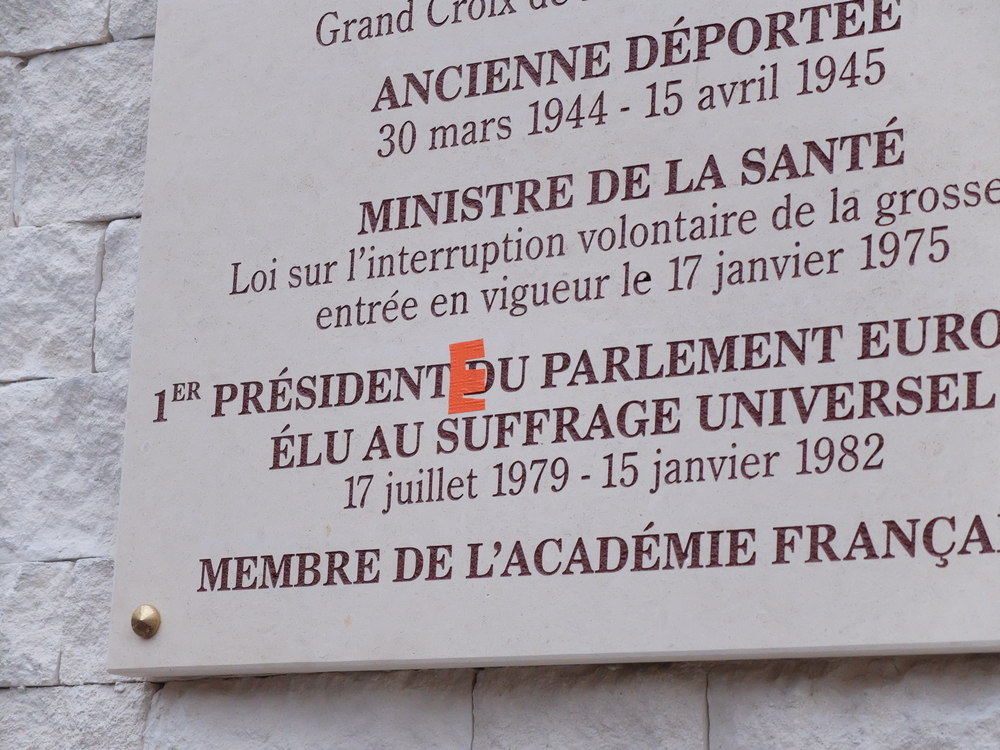 Grand Croix de
ANCIENNE DÉPORTÉE
30 mars 1944 - 15 avril 1945
MINISTRE DE LA SANTÉ
Loi sur l’interruption volontaire de la grosse
entrée en vigueur le 17 janvier 1975
1ER PRÉSIDENTE DU PARLEMENT EURO
ÉLU AU SUFFRAGE UNIVERSEL
17 juillet 1979 - 15 janvier 1982
MEMBRE DE L’ACADÉMIE FRANÇA